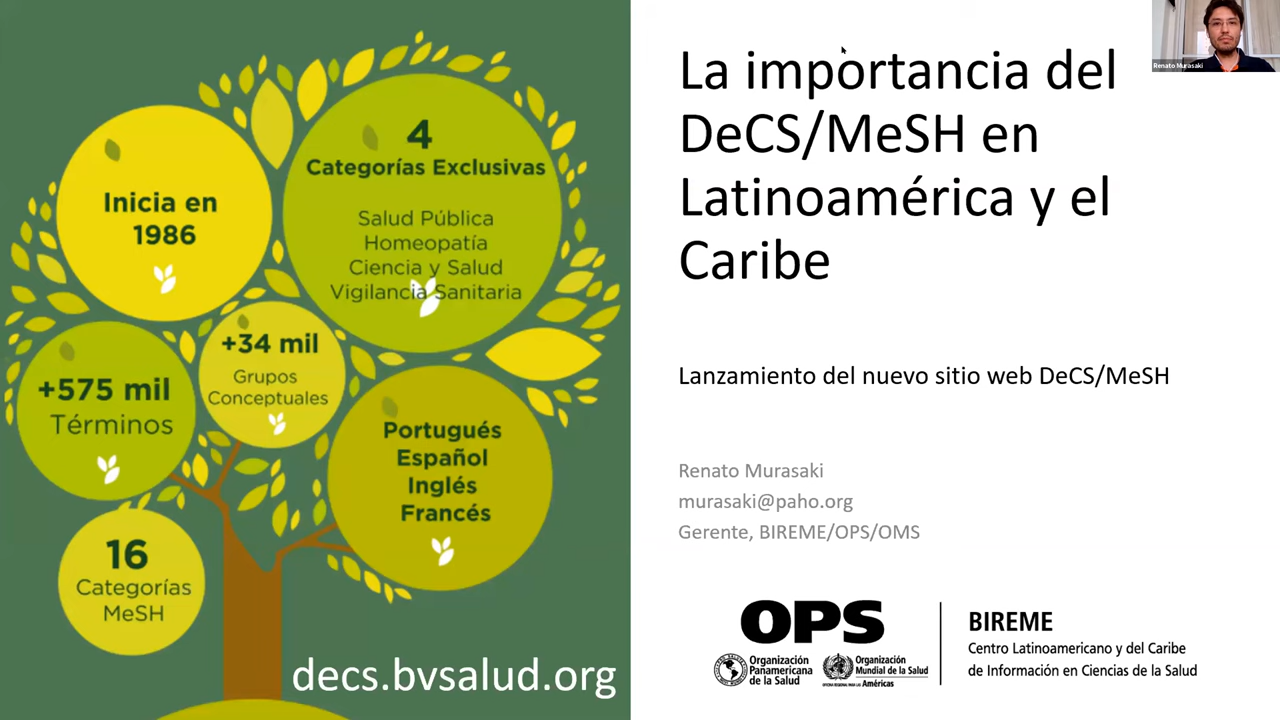 Inicia en
1986
4
Categorías Exclusivas
Salud Pública
Homeopatía
Ciencia y Salud
Vigilancia Sanitaria
+34 mil
Grupos
Conceptuales
+575 mil
Términos
Portugués
Español
Inglés
Francés
16
Categorías
MeSH
decs.bvsalud.org
La importancia del
DeCS/MeSH en
Latinoamérica y el
Caribe
Lanzamiento del nuevo sitio web DeCS/MeSH
Renato Murasaki
murasaki@paho.org
Gerente, BIREME/OPS/OMS
OPS
Organización
Panamericana
de la Salud
Organización
Mundial de la Salud
OFICINA REGIONAL PARA LAS Américas
BIREME
Centro Latinoamericano y del Caribe
de Información en Ciencias de la Salud
Renato Murasaki